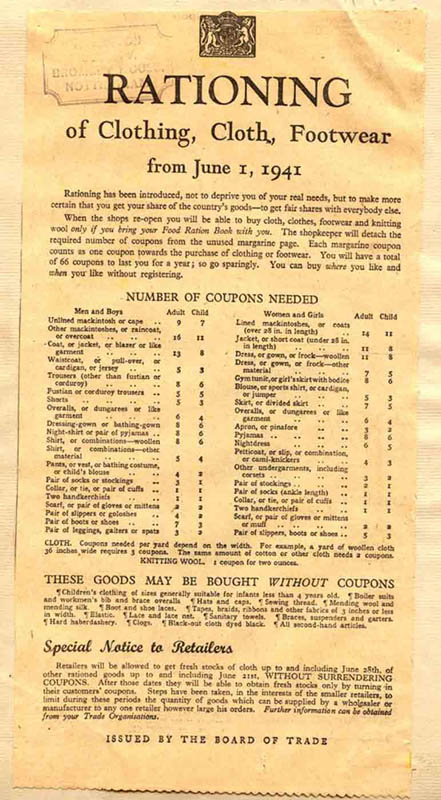 RATIONING
of Clothing, Cloth, Footwear
from June 1, 1941
Rationing has been introduced, not to deprive you of your real needs, but to make more
certain that you get your share of the country's goods—to get fair shares with everybody else.
When the shops re-open you will be able to buy cloth, clothes, footwear and knitting
wool only if you bring your Food Ration Book with you. The shopkeeper will detach the
required number of coupons from the unused margarine page. Each margarine coupon
counts as one coupon towards the purchase of clothing or footwear. You will have a total
of 66 coupons to last you for a year; so go sparingly. You can buy where you like and
when you like without registering.
NUMBER OF COUPONS NEEDED
Men and Boys Adult Child
Unlined mackintosh or cape .. 9 7
Other mackintoshes, or raincoat,
or overcoat .. .. .. 16 11
Coat, or jacket, or blazer or like
garment .. .. .. 13 8
Waistcoat, or pull-over, or
cardigan, or jersey .. .. 5 3
Trousers (other than fustian or
corduroy) .. .. .. 8 6
Fustian or corduroy trousers .. 5 5
Shorts .. .. .. 5 3
Overalls, or dungarees or like
garment .. .. .. 6 4
Dressing-gown or bathing-gown 8 6
Night-shirt or pair of pyjamas .. 8 6
Shirt, or combinations—woollen 8 6
Shirt, or combinations—other
material .. .. .. 5 4
Pants, or vest, or bathing costume,
or child's blouse .. .. 4 2
Pair of socks or stockings .. 3 1
Collar, or tie, or pair of cuffs .. 1 1
Two handkerchiefs .. .. 1 1
Scarf, or pair of gloves or mittens 2 2
Pair of slippers or goloshes .. 4 2
Pair of boots or shoes .. .. 7 3
Pair of leggings, gaiters or spats 3 2
Women and Girls Adult Child
Lined mackintoshes, or coats
(over 28 in. in length) .. 14 11
Jacket, or short coat (under 28 in.
in length) .. .. .. 11 8
Dress, or gown, or frock—woollen 11 8
Dress, or gown, or frock—other
material .. .. .. 7 5
Gym tunic, or girl's skirt with bodice 8 6
Blouse, or sports shirt, or cardigan,
or jumper .. .. .. 5 3
Skirt, or divided skirt .. .. 7 5
Overalls, or dungarees or like
garment .. .. .. 6 4
Apron, or pinafore .. .. 3 2
Pyjamas .. .. .. 8 6
Nightdress .. .. .. 6 5
Petticoat, or slip, or combination,
or cami-knickers .. .. 4 3
Other undergarments, including
corsets .. .. .. 3 2
Pair of stockings .. .. 2 1
Pair of socks (ankle length) .. 1 1
Collar, or tie, or pair of cuffs .. 1 1
Two handkerchiefs .. .. 1 1
Scarf, or pair of gloves or mittens
or muff .. .. .. 2 2
Pair of slippers, boots or shoes .. 5 3
CLOTH. Coupons needed per yard depend on the width. For example, a yard of woollen cloth
36 inches wide requires 3 coupons. The same amount of cotton or other cloth needs 2 coupons.
KNITTING WOOL. 1 coupon for two ounces.
THESE GOODS MAY BE BOUGHT WITHOUT COUPONS
¶ Children's clothing of sizes generally suitable for infants less than 4 years old. ¶ Boiler suits
and workmen's bib and brace overalls. ¶ Hats and caps. ¶ Sewing thread. ¶ Mending wool and
mending silk. ¶ Boot and shoe laces. ¶ Tapes, braids, ribbons and other fabrics of 3 inches or less
in width. ¶ Elastic. ¶ Lace and lace net. ¶ Sanitary towels. ¶ Braces, suspenders and garters.
¶ Hard haberdashery. ¶ Clogs. ¶ Black-out cloth dyed black. ¶ All second-hand articles.
Special Notice to Retailers
Retailers will be allowed to get fresh stocks of cloth up to and including June 28th, of
other rationed goods up to and including June 21st, WITHOUT SURRENDERING
COUPONS. After those dates they will be able to obtain fresh stocks only by turning in
their customers' coupons. Steps have been taken, in the interests of the smaller retailers, to
limit during these periods the quantity of goods which can be supplied by a wholesaler or
manufacturer to any one retailer however large his orders. Further information can be obtained
from your Trade Organisations.
ISSUED BY THE BOARD OF TRADE